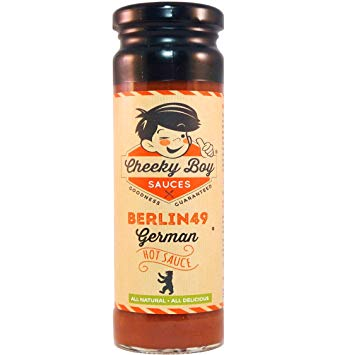 Cheeky Boy®
SAUCES
GOODNESS GUARANTEED
BERLIN49®
German
HOT SAUCE
ALL NATURAL • ALL DELICIOUS